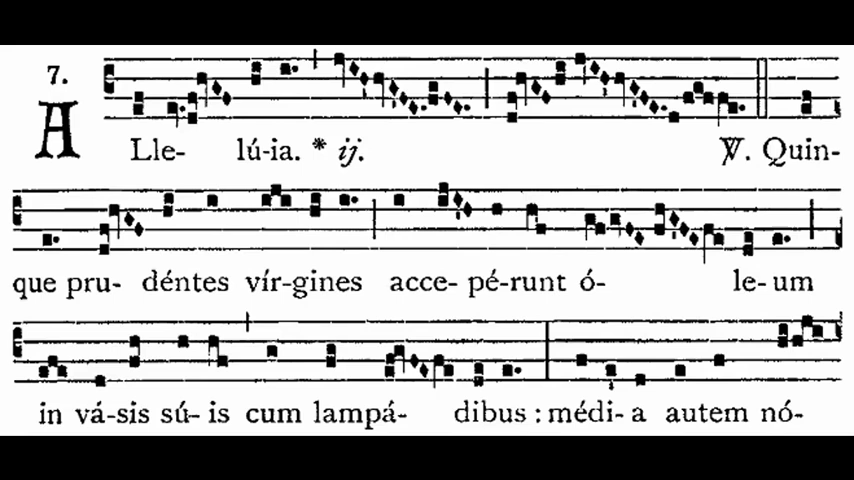 7.
ALle- lú-ia. * ij. ℣. Quin-
que pru- déntes vír-gines acce- pé-runt ó- le-um
in vá-sis sú- is cum lampá- dibus : médi- a autem nó-